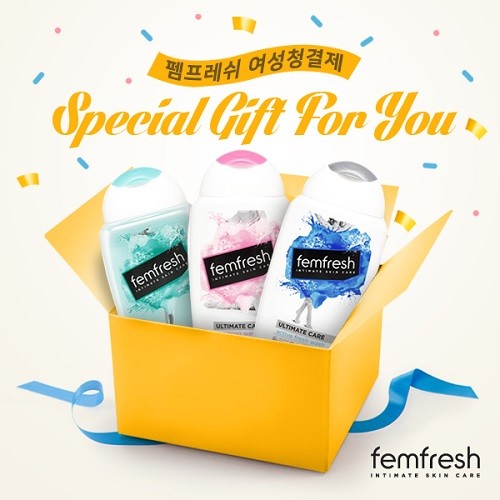 펨프레쉬 여성청결제
Special Gift For You
femfresh
INTIMATE SKIN CARE
femfresh
INTIMATE SKIN CARE
ULTIMATE CA
femfresh
INTIMATE SKIN CARE
ULTIMATE CARE
femfresh
INTIMATE SKIN CARE